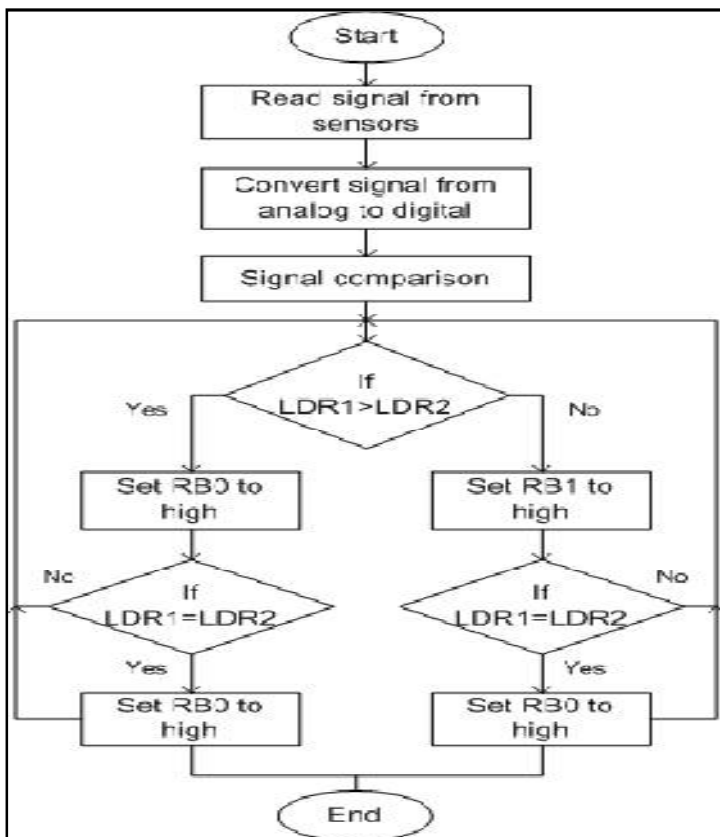 Start
Read signal from
sensors
Convert signal from
analog to digital
Signal comparison
If
LDR1>LDR2
Yes
No
Set RB0 to
high
Set RB1 to
high
No
If
LDR1=LDR2
Yes
If
LDR1=LDR2
No
Yes
Set RB0 to
high
Set RB0 to
high
End